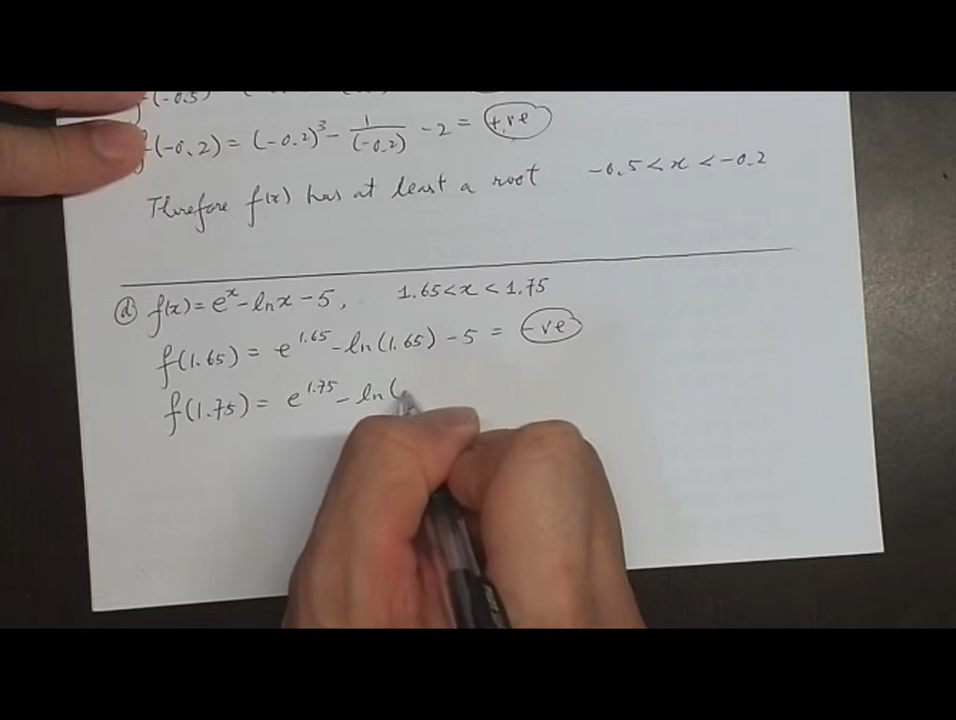 f(-0.5)
f(-0.2) = (-0.2)³ - 1/(-0.2) - 2 = +ve
Therefore f(x) has at least a root -0.5 < x < -0.2
ⓓ f(x) = eˣ - ln x - 5, 1.65 < x < 1.75
f(1.65) = e^1.65 - ln(1.65) - 5 = -ve
f(1.75) = e^1.75 - ln(